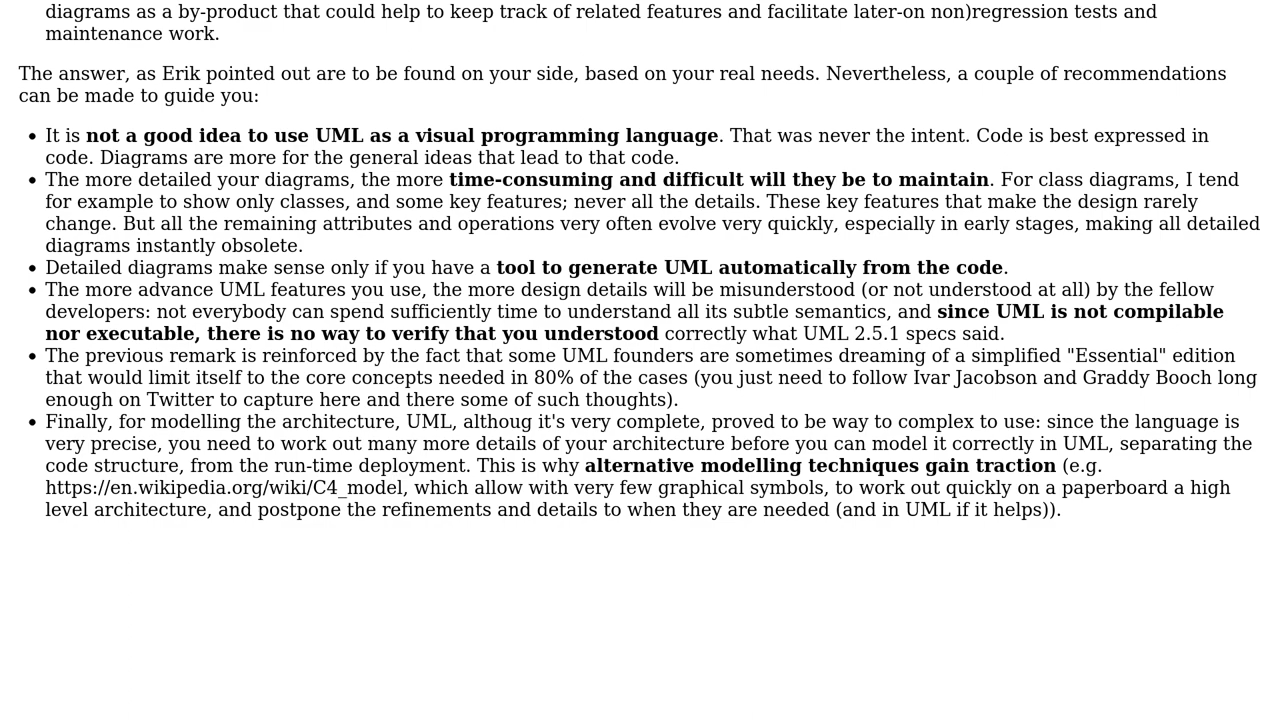 diagrams as a by-product that could help to keep track of related features and facilitate later-on non)regression tests and
maintenance work.
The answer, as Erik pointed out are to be found on your side, based on your real needs. Nevertheless, a couple of recommendations
can be made to guide you:
• It is not a good idea to use UML as a visual programming language. That was never the intent. Code is best expressed in
code. Diagrams are more for the general ideas that lead to that code.
• The more detailed your diagrams, the more time-consuming and difficult will they be to maintain. For class diagrams, I tend
for example to show only classes, and some key features; never all the details. These key features that make the design rarely
change. But all the remaining attributes and operations very often evolve very quickly, especially in early stages, making all detailed
diagrams instantly obsolete.
• Detailed diagrams make sense only if you have a tool to generate UML automatically from the code.
• The more advance UML features you use, the more design details will be misunderstood (or not understood at all) by the fellow
developers: not everybody can spend sufficiently time to understand all its subtle semantics, and since UML is not compilable
nor executable, there is no way to verify that you understood correctly what UML 2.5.1 specs said.
• The previous remark is reinforced by the fact that some UML founders are sometimes dreaming of a simplified "Essential" edition
that would limit itself to the core concepts needed in 80% of the cases (you just need to follow Ivar Jacobson and Graddy Booch long
enough on Twitter to capture here and there some of such thoughts).
• Finally, for modelling the architecture, UML, althoug it's very complete, proved to be way to complex to use: since the language is
very precise, you need to work out many more details of your architecture before you can model it correctly in UML, separating the
code structure, from the run-time deployment. This is why alternative modelling techniques gain traction (e.g.
https://en.wikipedia.org/wiki/C4_model, which allow with very few graphical symbols, to work out quickly on a paperboard a high
level architecture, and postpone the refinements and details to when they are needed (and in UML if it helps)).